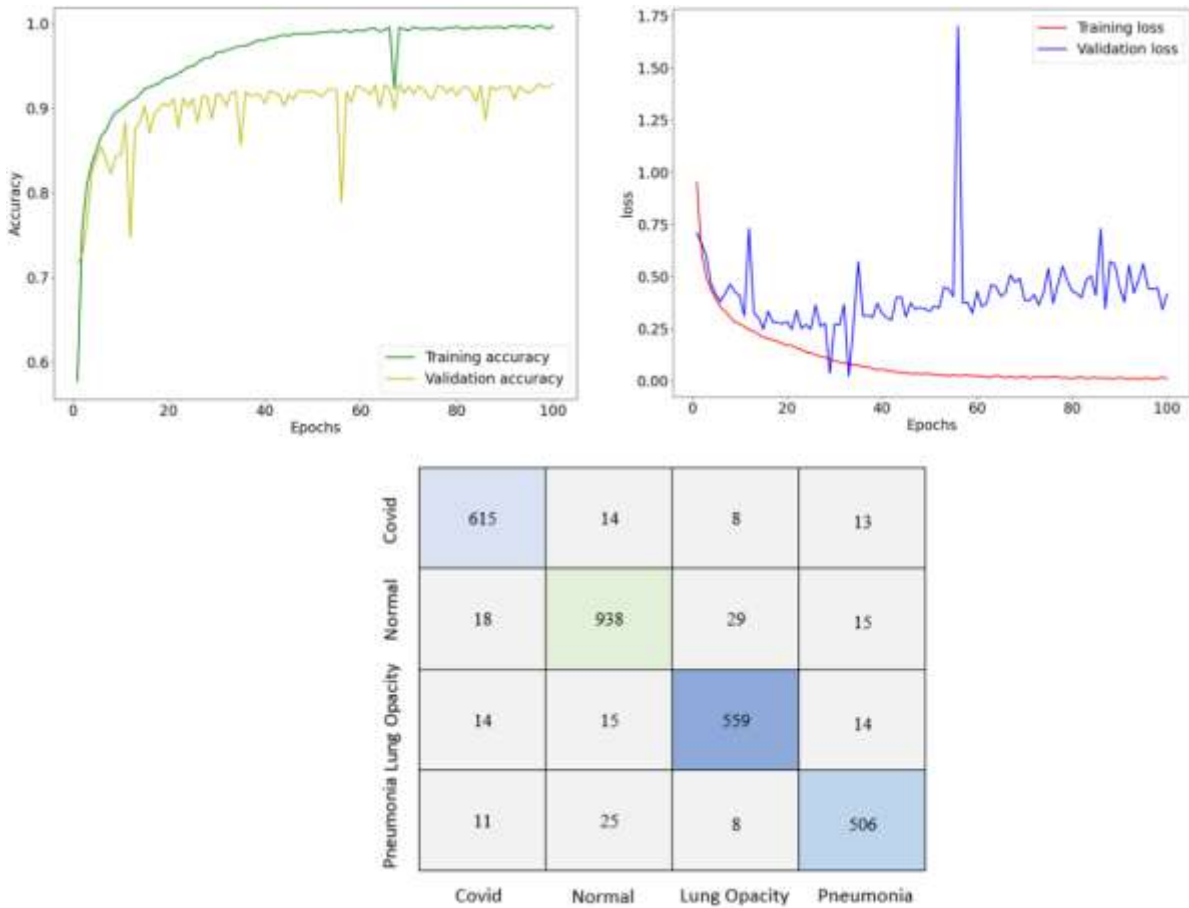 1.0
0.9
0.8
0.7
0.6
Accuracy
Training accuracy
Validation accuracy
0 20 40 60 80 100
Epochs
1.75
1.50
1.25
1.00
0.75
0.50
0.25
0.00
loss
Training loss
Validation loss
0 20 40 60 80 100
Epochs
Covid 615 14 8 13
Normal 18 938 29 15
Lung Opacity 14 15 559 14
Pneumonia 11 25 8 506
Covid Normal Lung Opacity Pneumonia